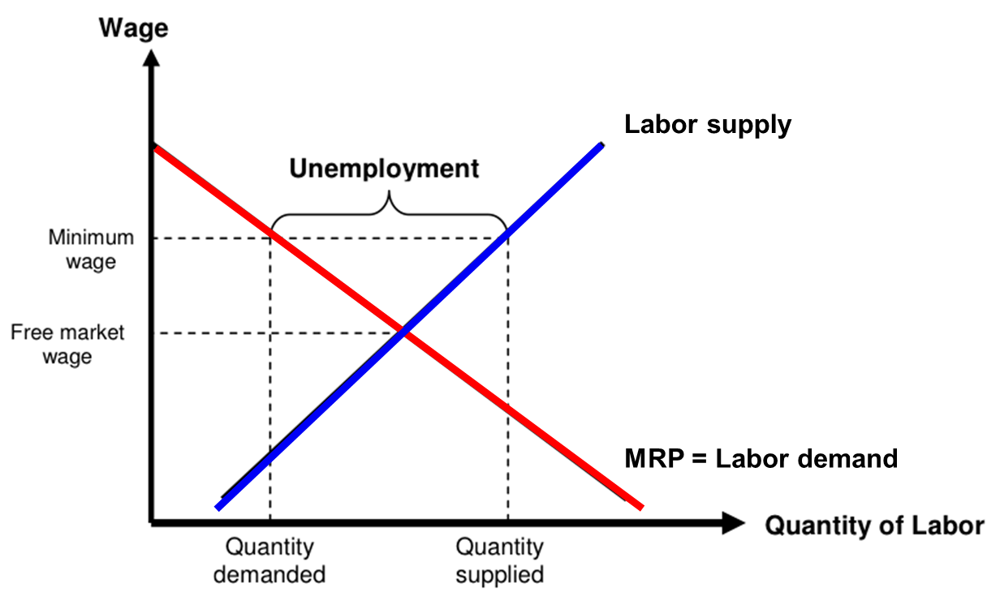 Wage
Labor supply
Unemployment
Minimum
wage
Free market
wage
MRP = Labor demand
Quantity of Labor
Quantity
demanded
Quantity
supplied